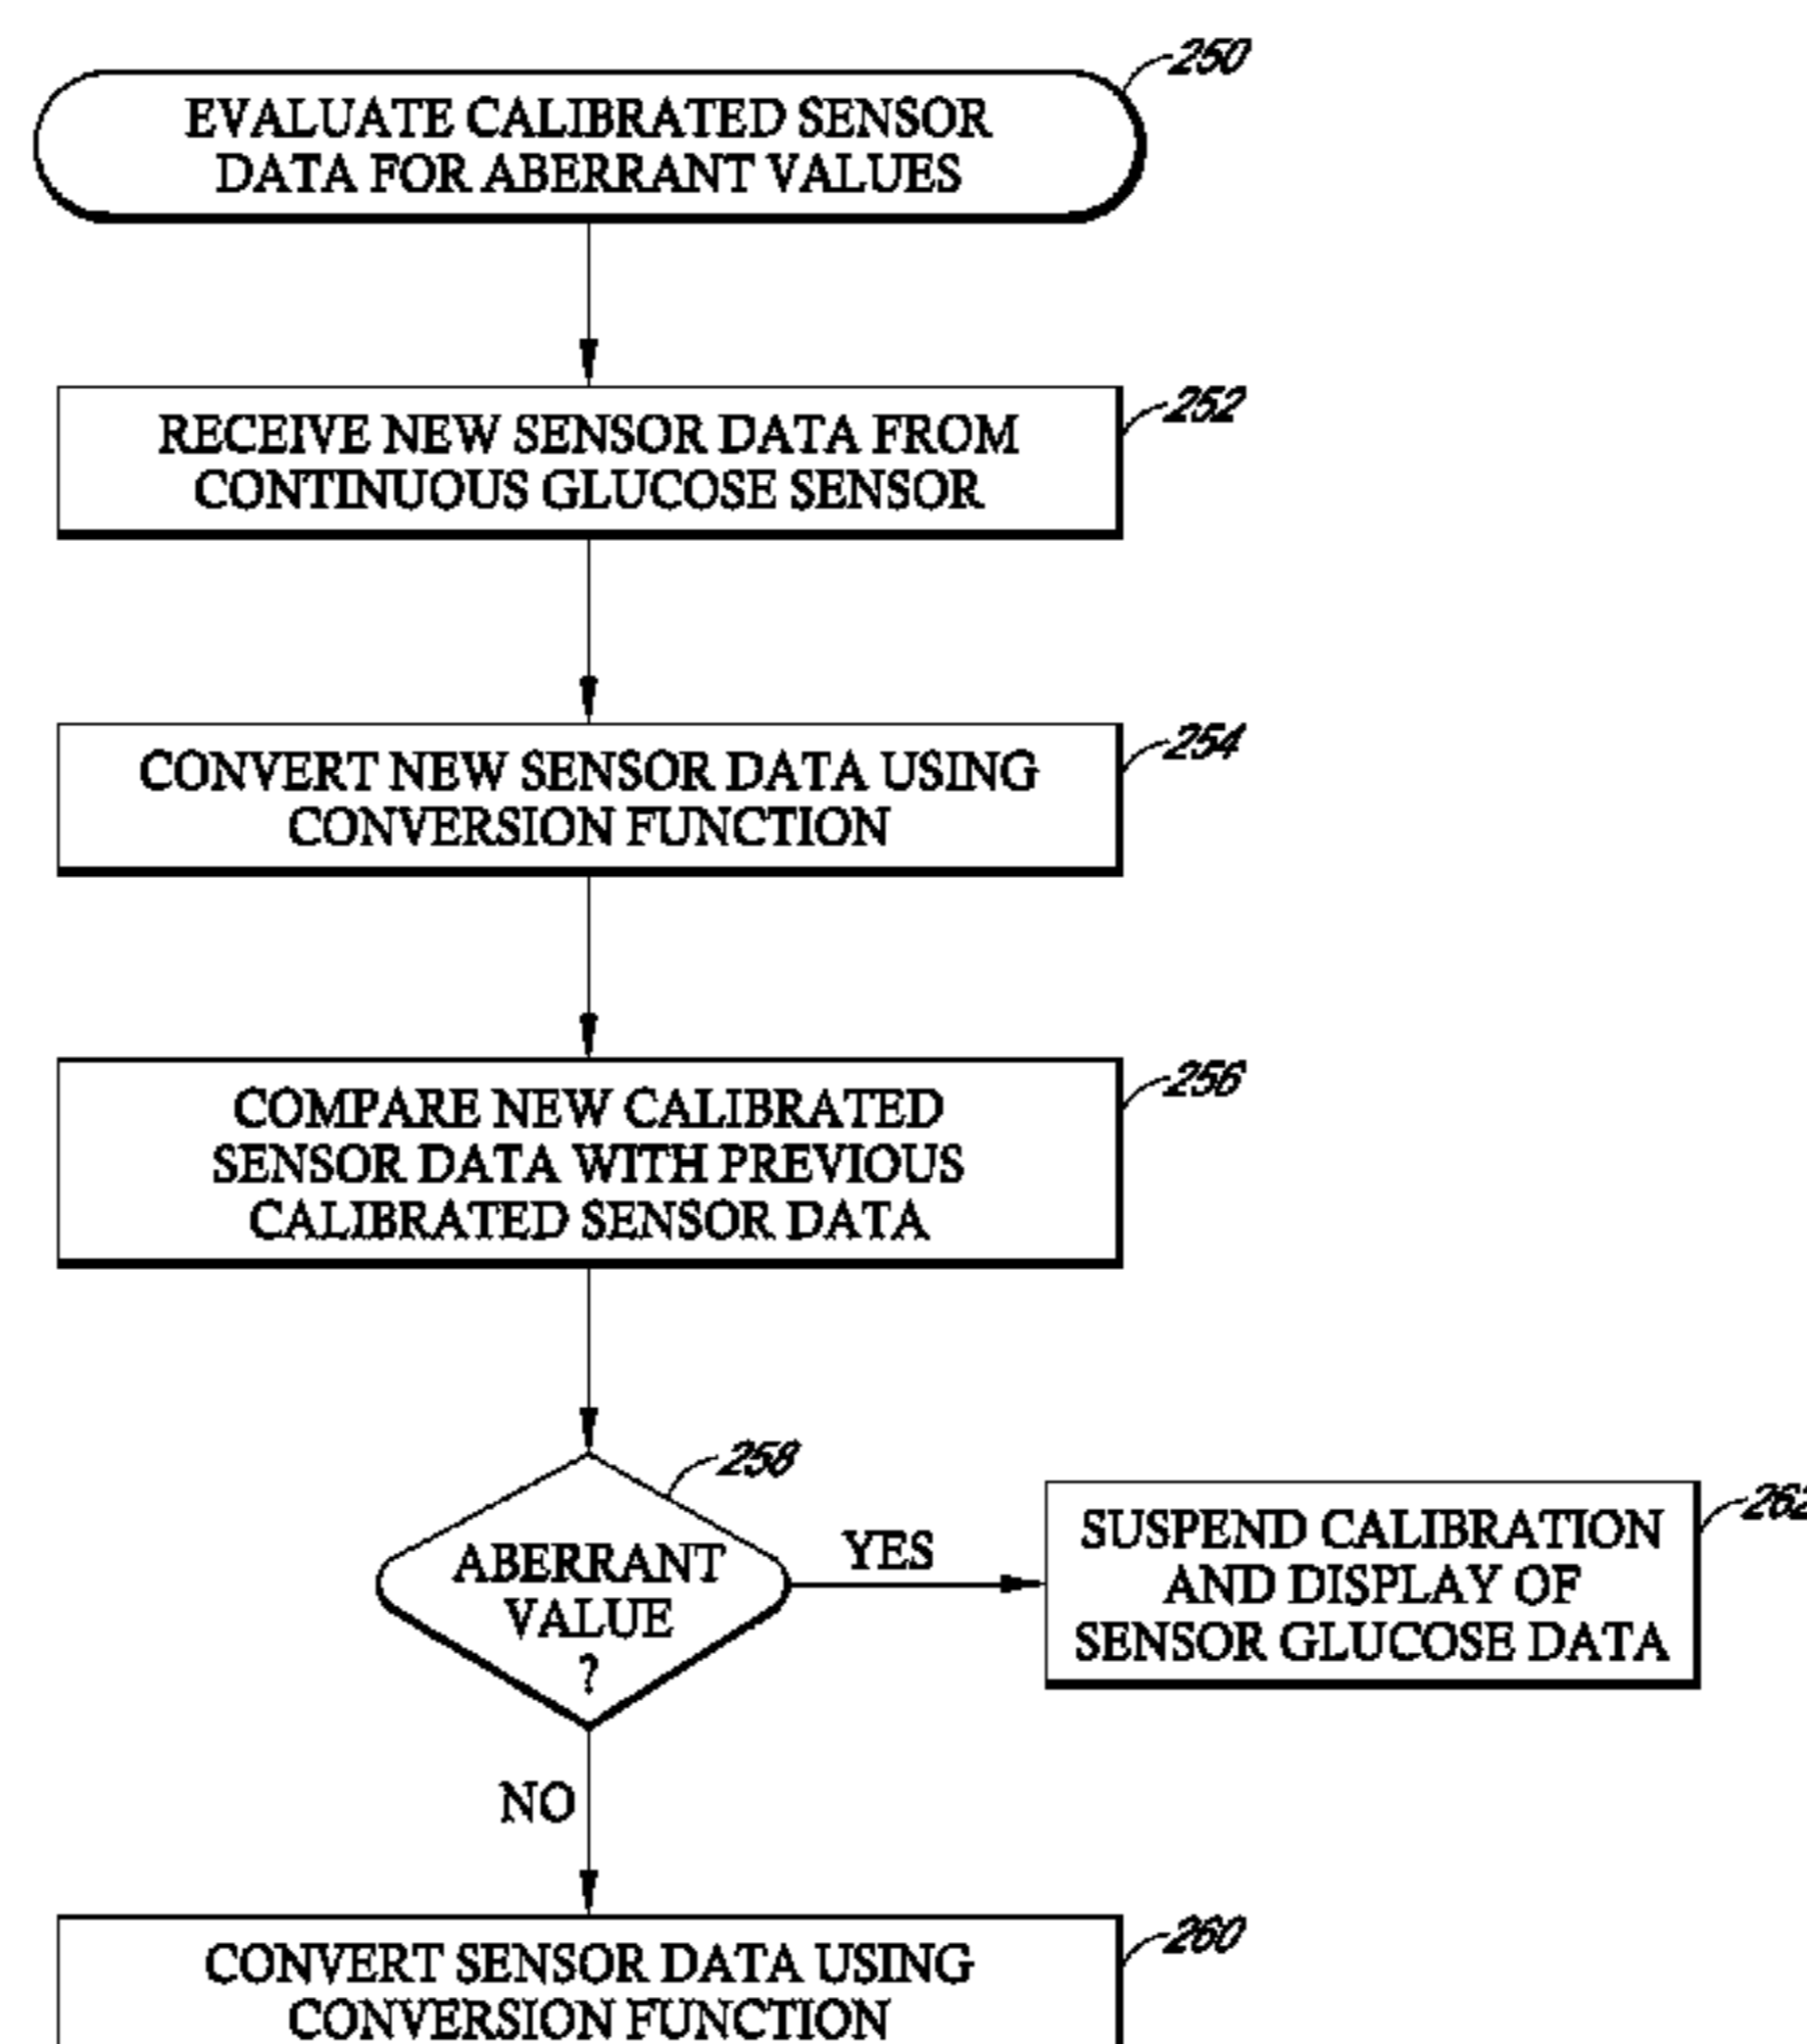 250
EVALUATE CALIBRATED SENSOR
DATA FOR ABERRANT VALUES
252
RECEIVE NEW SENSOR DATA FROM
CONTINUOUS GLUCOSE SENSOR
254
CONVERT NEW SENSOR DATA USING
CONVERSION FUNCTION
256
COMPARE NEW CALIBRATED
SENSOR DATA WITH PREVIOUS
CALIBRATED SENSOR DATA
258
ABERRANT
VALUE
?
YES
262
SUSPEND CALIBRATION
AND DISPLAY OF
SENSOR GLUCOSE DATA
NO
260
CONVERT SENSOR DATA USING
CONVERSION FUNCTION